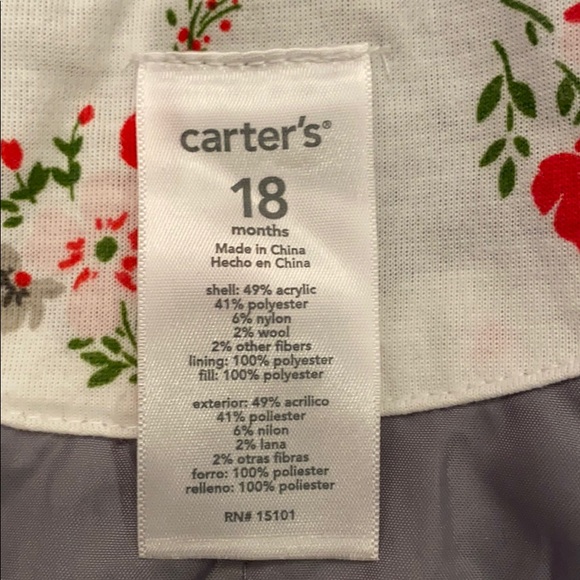 carter's®
18
months
Made in China
Hecho en China
shell: 49% acrylic
41% polyester
6% nylon
2% wool
2% other fibers
lining: 100% polyester
fill: 100% polyester
exterior: 49% acrilico
41% poliester
6% nilon
2% lana
2% otras fibras
forro: 100% poliester
relleno: 100% poliester
RN# 15101